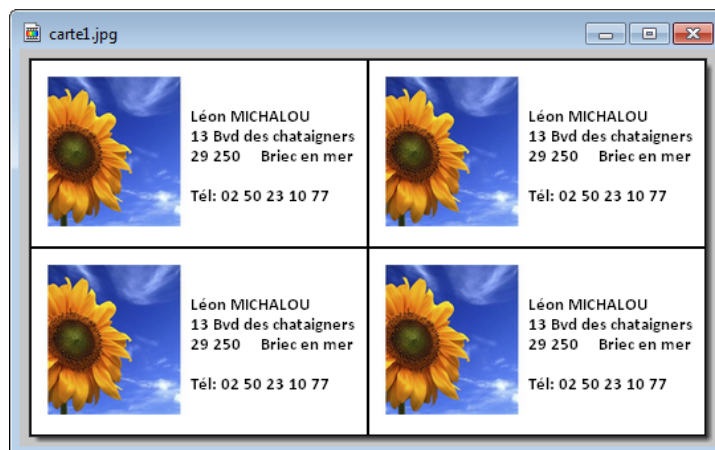 carte1.jpg
Léon MICHALOU
13 Bvd des chataigners
29 250 Briec en mer
Tél: 02 50 23 10 77
Léon MICHALOU
13 Bvd des chataigners
29 250 Briec en mer
Tél: 02 50 23 10 77
Léon MICHALOU
13 Bvd des chataigners
29 250 Briec en mer
Tél: 02 50 23 10 77
Léon MICHALOU
13 Bvd des chataigners
29 250 Briec en mer
Tél: 02 50 23 10 77